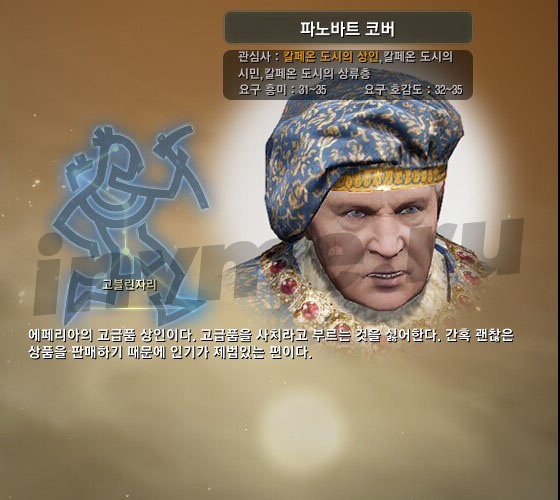 파노바트 코버
관심사 : 칼페온 도시의 상인,칼페온 도시의
시민,칼페온 도시의 상류층
요구 흥미 : 31~35 요구 호감도 : 32~35
고블린자리
에페리아의 고급품 상인이다. 고급품을 사치라고 부르는 것을 싫어한다. 간혹 괜찮은
상품을 판매하기 때문에 인기가 제법있는 편이다.